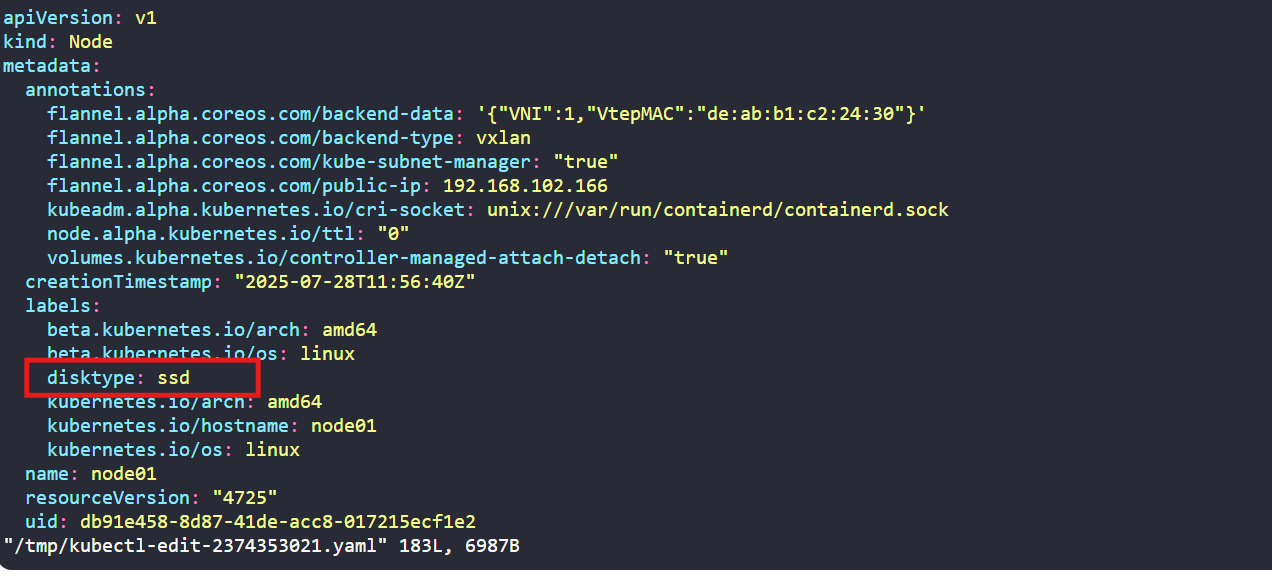 apiVersion: v1
kind: Node
metadata:
  annotations:
    flannel.alpha.coreos.com/backend-data: '{"VNI":1,"VtepMAC":"de:ab:b1:c2:24:30"}'
    flannel.alpha.coreos.com/backend-type: vxlan
    flannel.alpha.coreos.com/kube-subnet-manager: "true"
    flannel.alpha.coreos.com/public-ip: 192.168.102.166
    kubeadm.alpha.kubernetes.io/cri-socket: unix:///var/run/containerd/containerd.sock
    node.alpha.kubernetes.io/ttl: "0"
    volumes.kubernetes.io/controller-managed-attach-detach: "true"
  creationTimestamp: "2025-07-28T11:56:40Z"
  labels:
    beta.kubernetes.io/arch: amd64
    beta.kubernetes.io/os: linux
    disktype: ssd
    kubernetes.io/arch: amd64
    kubernetes.io/hostname: node01
    kubernetes.io/os: linux
  name: node01
  resourceVersion: "4725"
  uid: db91e458-8d87-41de-acc8-017215ecf1e2
"/tmp/kubectl-edit-2374353021.yaml" 183L, 6987B